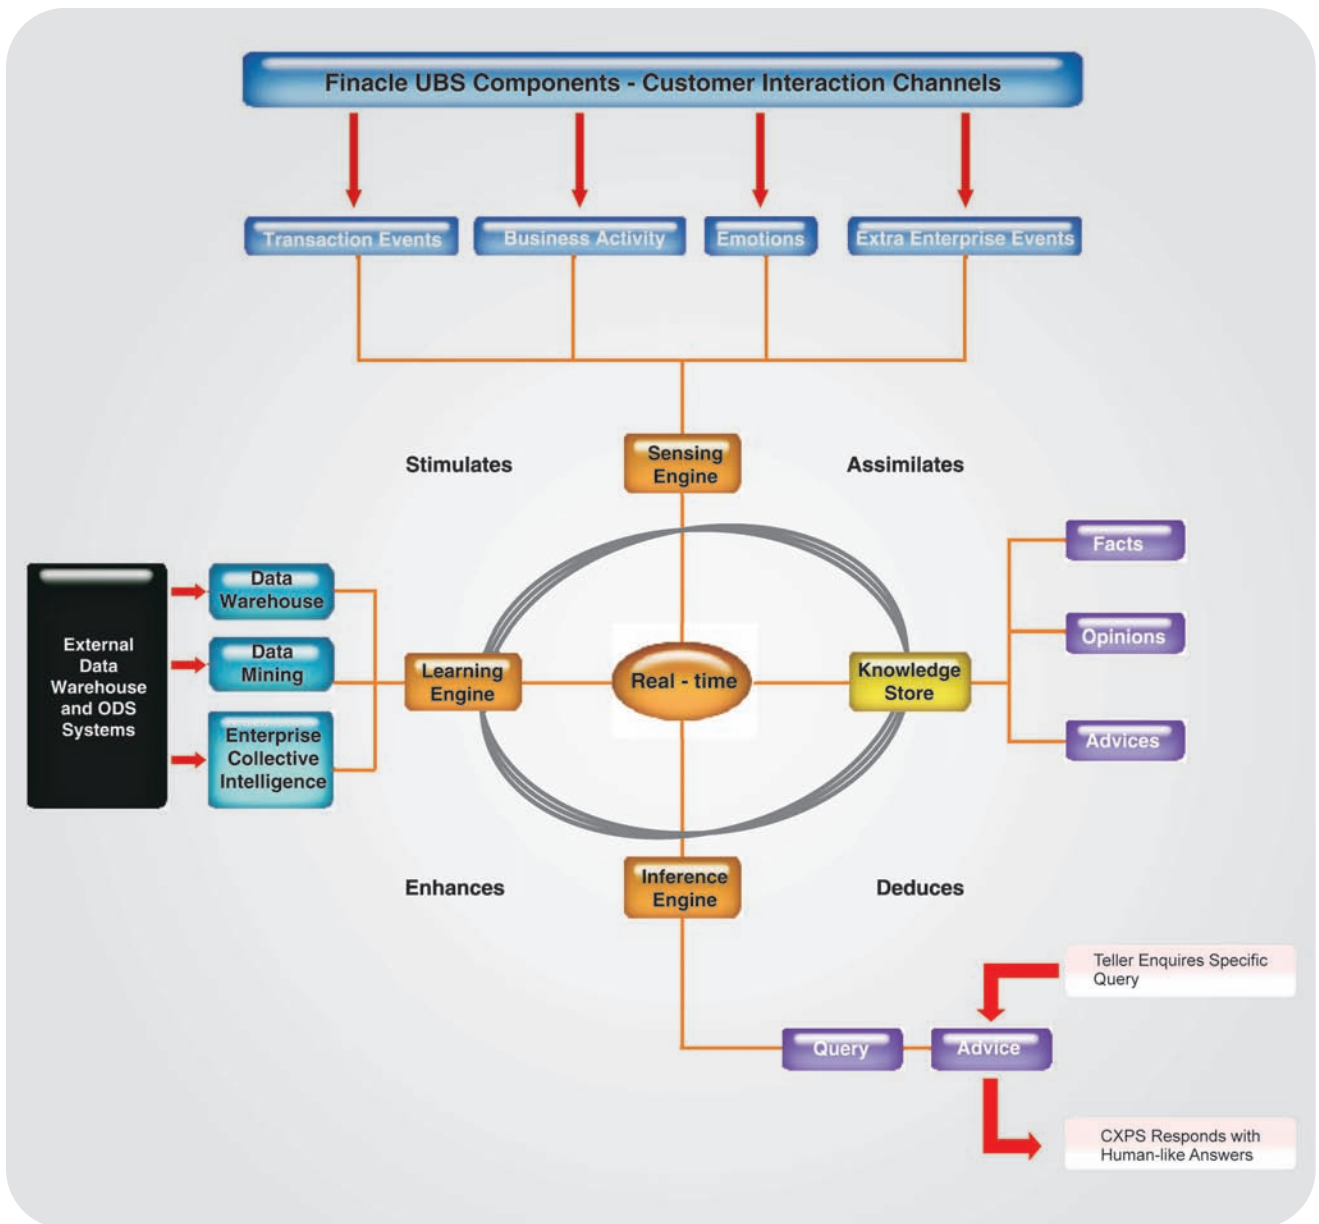 Finacle UBS Components - Customer Interaction Channels
Transaction Events
Business Activity
Emotions
Extra Enterprise Events
Stimulates
Sensing
Engine
Assimilates
External
Data
Warehouse
and ODS
Systems
Data
Warehouse
Data
Mining
Enterprise
Collective
Intelligence
Learning
Engine
Real - time
Knowledge
Store
Facts
Opinions
Advices
Enhances
Inference
Engine
Deduces
Teller Enquires Specific
Query
Query
Advice
CXPS Responds with
Human-like Answers